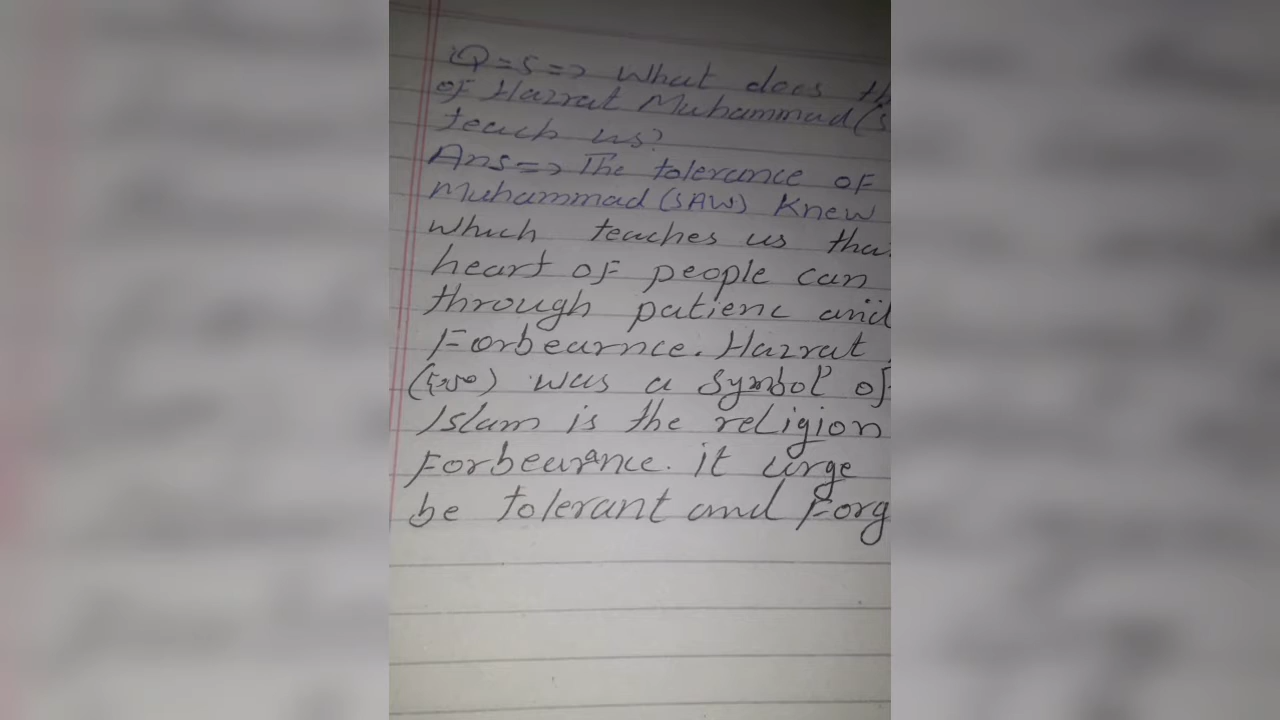 Q=5=> What does th
of Hazrat Muhammad (S
teach us?
Ans=> The tolerance of
Muhammad (SAW) Knew
which teaches us tha
heart of people can
through patienc and
Forbearnce. Hazrat
was a symbol of
Islam is the religion
Forbearance. it urge
be tolerant and Forg